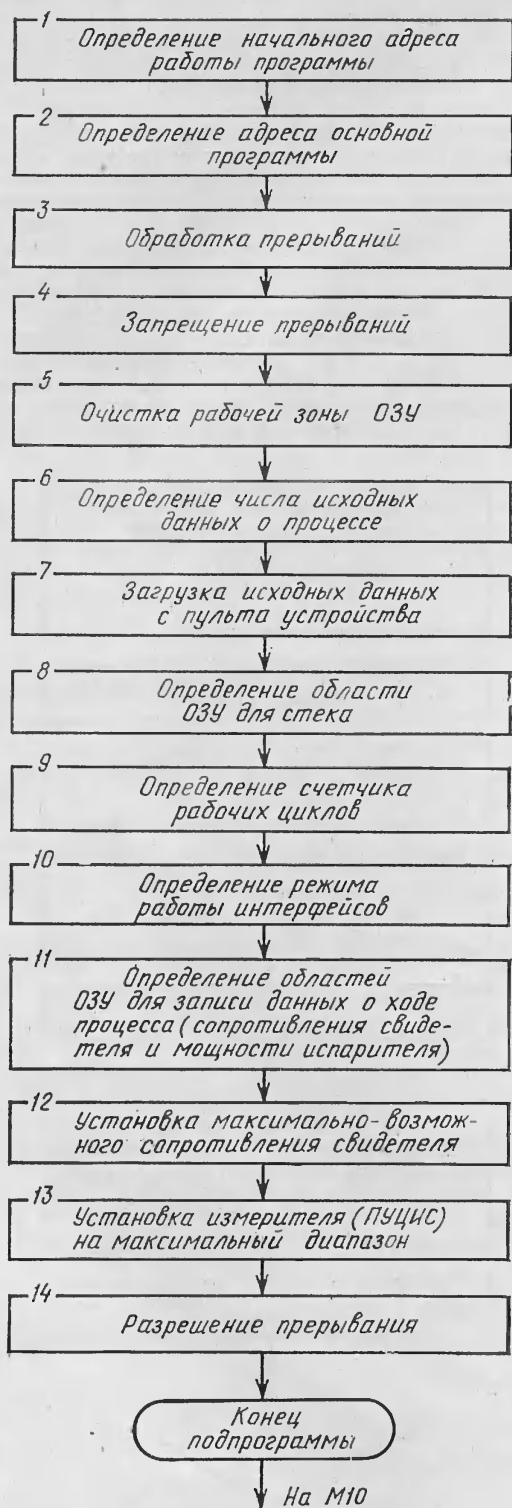 1
Определение начального адреса
работы программы
2
Определение адреса основной
программы
3
Обработка прерываний
4
Запрещение прерываний
5
Очистка рабочей зоны ОЗУ
6
Определение числа исходных
данных о процессе
7
Загрузка исходных данных
с пульта устройства
8
Определение области
ОЗУ для стека
9
Определение счетчика
рабочих циклов
10
Определение режима
работы интерфейсов
11
Определение областей
ОЗУ для записи данных о ходе
процесса (сопротивления свиде-
теля и мощности испарителя)
12
Установка максимально-возмож-
ного сопротивления свидетеля
13
Установка измерителя (ПУЦИС)
на максимальный диапазон
14
Разрешение прерывания
Конец
подпрограммы
На М10